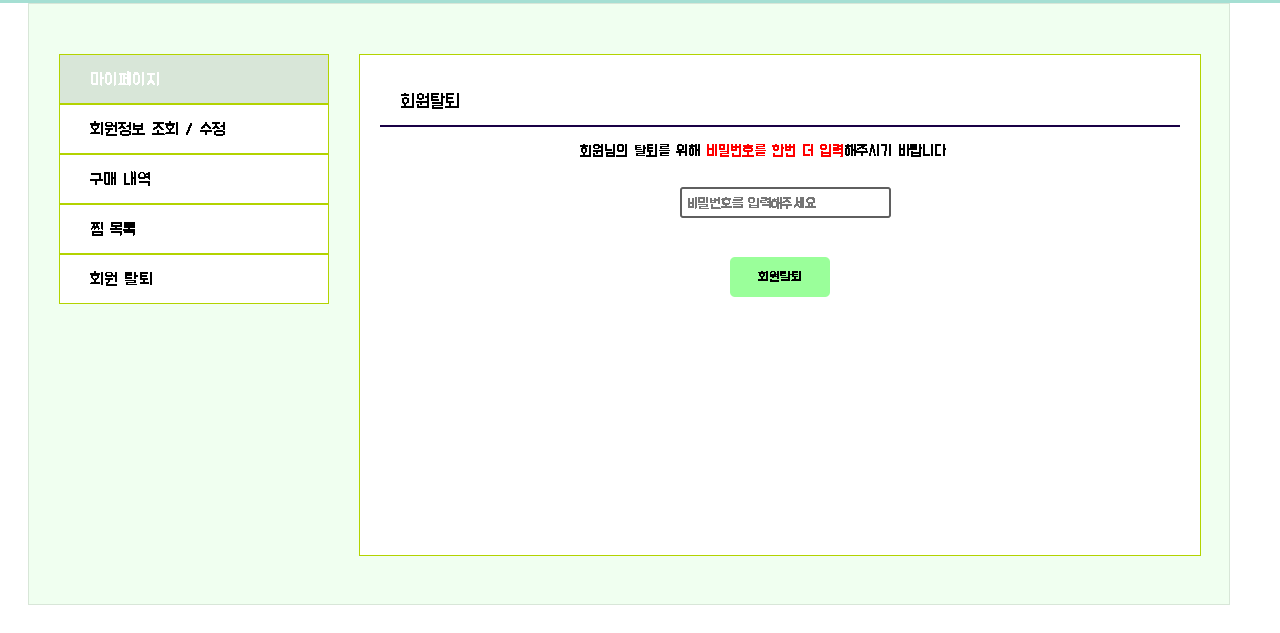 마이페이지
회원정보 조회 / 수정
구매 내역
찜 목록
회원 탈퇴
회원탈퇴
회원님의 탈퇴를 위해 비밀번호를 한번 더 입력해주시기 바랍니다
비밀번호를 입력해주세요
회원탈퇴